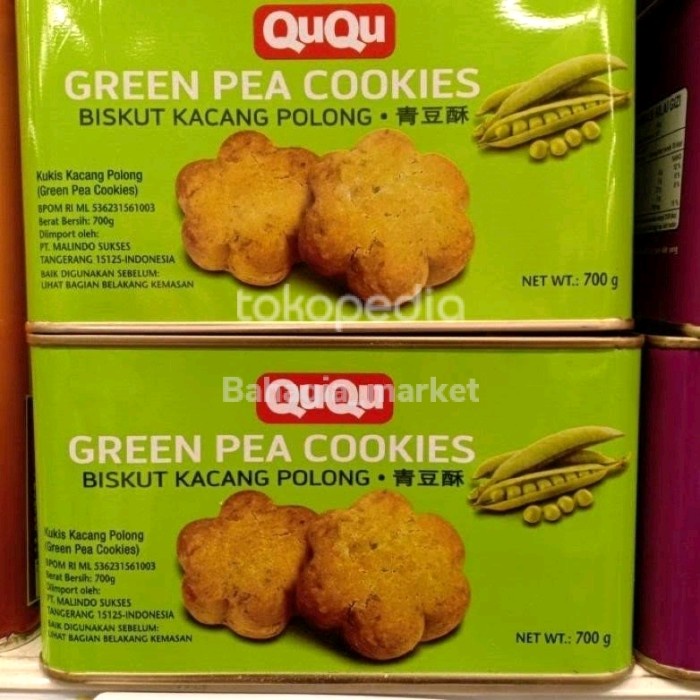 QuQu
GREEN PEA COOKIES
BISKUT KACANG POLONG • 青豆酥
Kukis Kacang Polong
(Green Pea Cookies)
BPOM RI ML 536231561003
Berat Bersih: 700g
Diimport oleh:
PT. MALINDO SUKSES
TANGERANG 15125-INDONESIA
BAIK DIGUNAKAN SEBELUM:
LIHAT BAGIAN BELAKANG KEMASAN
NET WT.: 700 g
tokopedia
QuQu
GREEN PEA COOKIES
BISKUT KACANG POLONG • 青豆酥
Kukis Kacang Polong
(Green Pea Cookies)
BPOM RI ML 536231561003
Berat Bersih: 700g
Diimport oleh:
PT. MALINDO SUKSES
TANGERANG 15125-INDONESIA
BAIK DIGUNAKAN SEBELUM:
LIHAT BAGIAN BELAKANG KEMASAN
NET WT.: 700 g
market